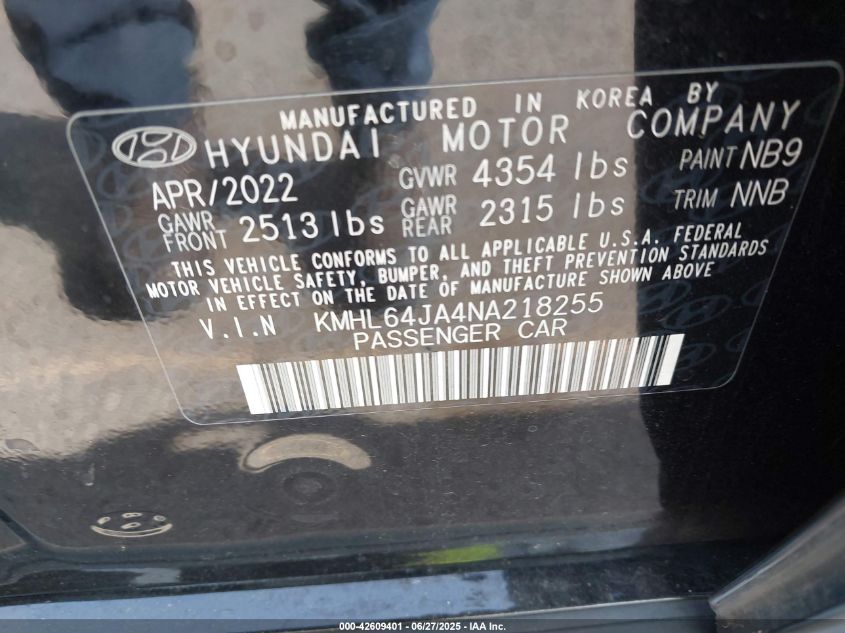 MANUFACTURED IN KOREA BY
HYUNDAI MOTOR COMPANY
APR/2022 GVWR 4354 lbs PAINT NB9
GAWR FRONT 2513 lbs GAWR REAR 2315 lbs TRIM NNB
THIS VEHICLE CONFORMS TO ALL APPLICABLE U.S.A. FEDERAL
MOTOR VEHICLE SAFETY, BUMPER, AND THEFT PREVENTION STANDARDS
IN EFFECT ON THE DATE OF MANUFACTURE SHOWN ABOVE
V.I.N KMHL64JA4NA218255
PASSENGER CAR
000-42609401 - 06/27/2025 - IAA Inc.